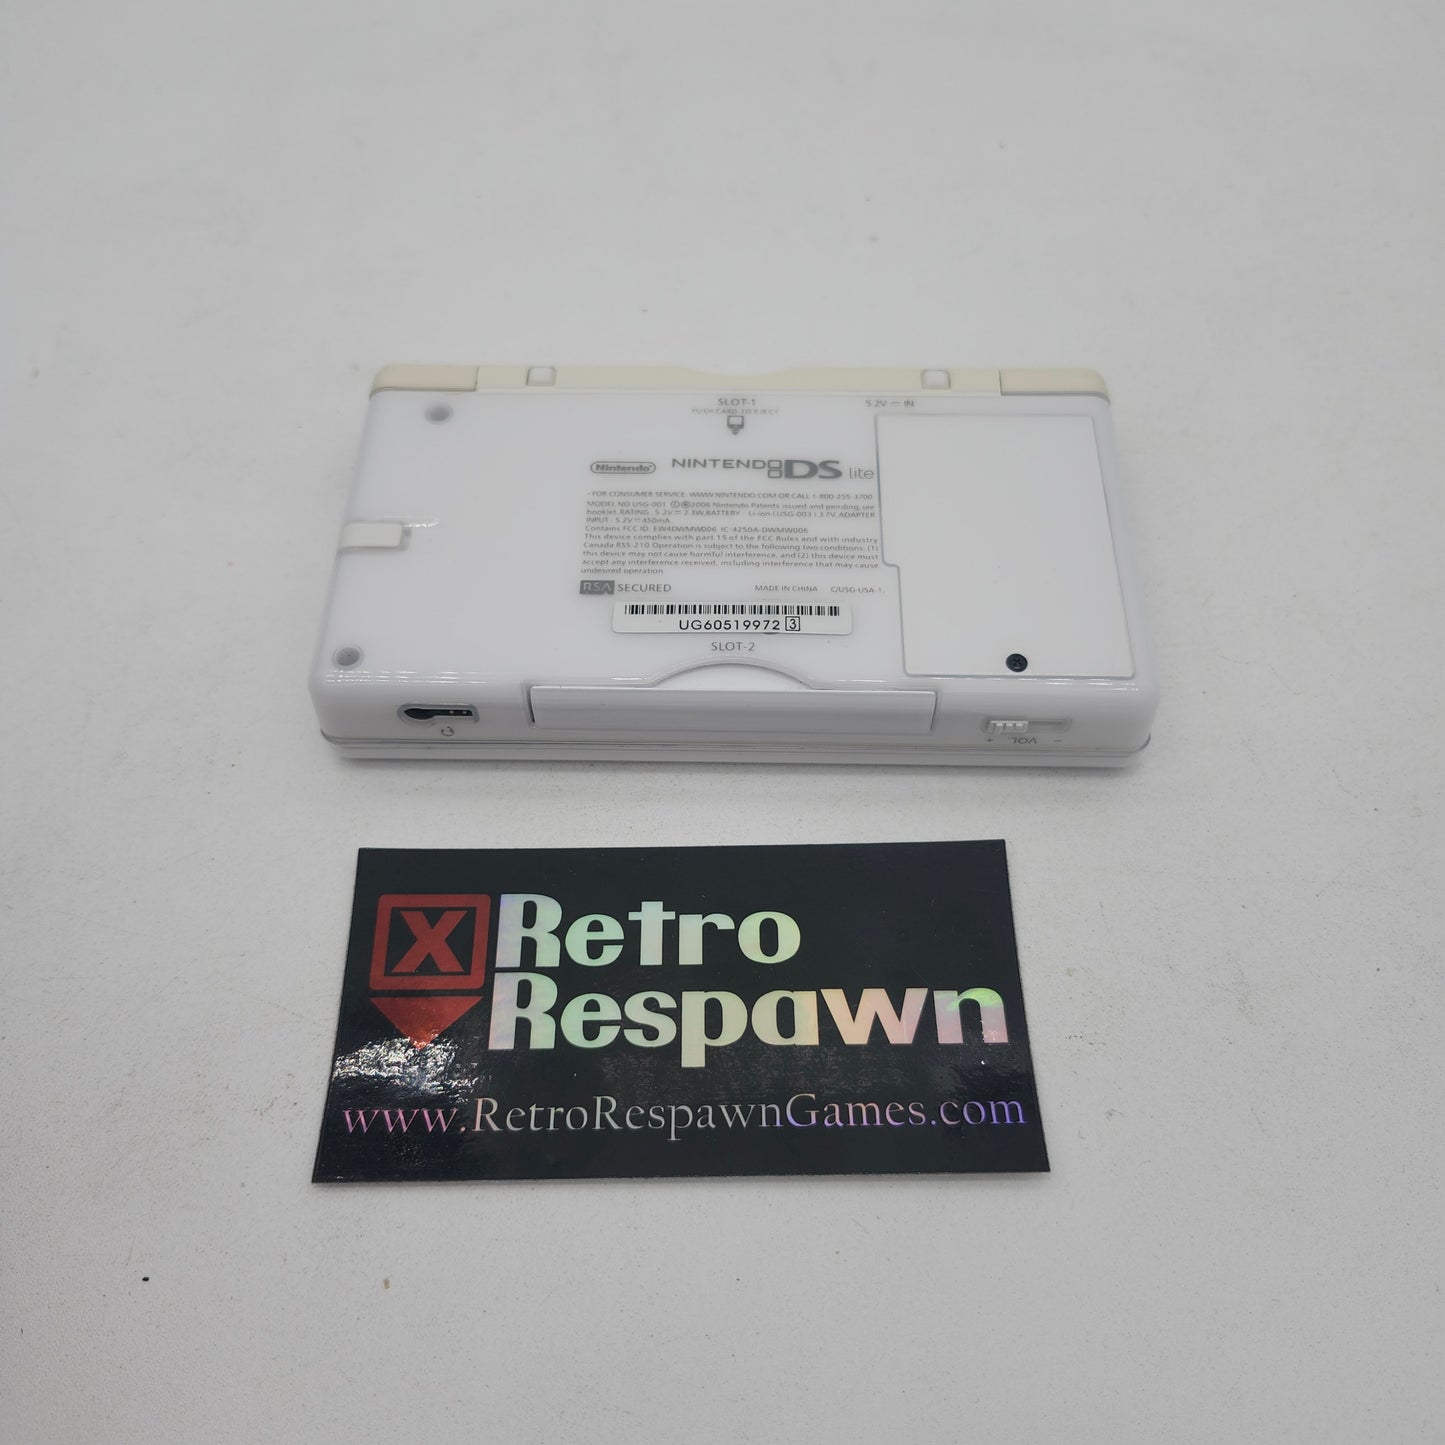 SLOT-1
PUSH CARD TO EJECT
5.2V ⎓ IN
Nintendo
NINTENDO DS Lite
• FOR CONSUMER SERVICE: WWW.NINTENDO.COM OR CALL 1-800-255-3700
MODEL NO USG-001 ©®2006 Nintendo Patents issued and pending, see
booklet. RATING : 5.2V ⎓ 2.3W, BATTERY : Li-ion ( USG-003 ) 3.7V, ADAPTER
INPUT : 5.2V ⎓ 450mA
Contains FCC ID: EW4DWMW006 IC: 4250A-DWMW006
This device complies with part 15 of the FCC Rules and with industry
Canada RSS-210 Operation is subject to the following two conditions: (1)
this device may not cause harmful interference, and (2) this device must
accept any interference received, including interference that may cause
undesired operation.
RSA SECURED
MADE IN CHINA C/USG-USA-1.
UG60519972 3
SLOT-2
+ VOL. −
X
Retro
Respawn
www.RetroRespawnGames.com